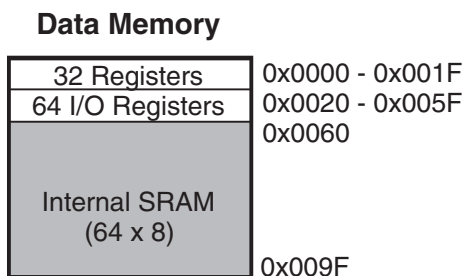 Data Memory
32 Registers 0x0000 - 0x001F
64 I/O Registers 0x0020 - 0x005F
0x0060
Internal SRAM
(64 x 8)
0x009F